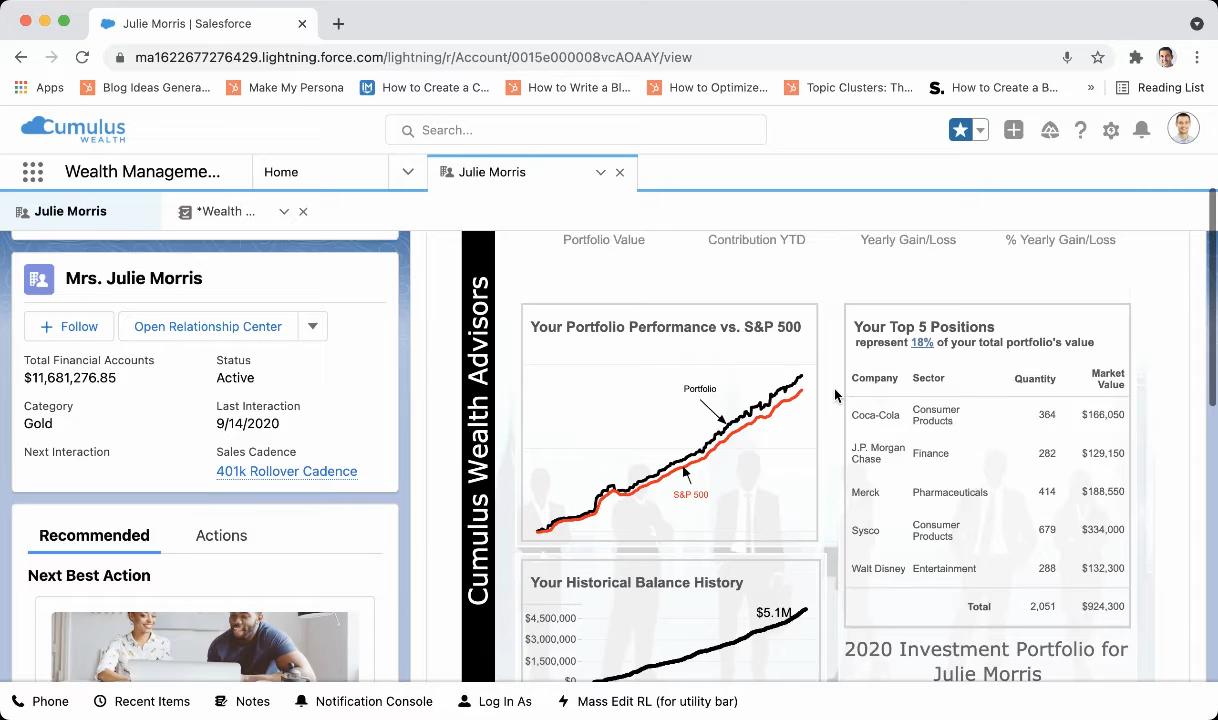 Julie Morris | Salesforce
ma1622677276429.lightning.force.com/lightning/r/Account/0015e000008vcAOAAY/view
Apps
Blog Ideas Genera...
Make My Persona
How to Create a C...
How to Write a Bl...
How to Optimize...
Topic Clusters: Th...
How to Create a B...
»
Reading List
Cumulus
WEALTH
Search...
Wealth Manageme...
Home
Julie Morris
Julie Morris
*Wealth ...
Mrs. Julie Morris
Follow
Open Relationship Center
Total Financial Accounts
$11,681,276.85
Status
Active
Category
Gold
Last Interaction
9/14/2020
Next Interaction
Sales Cadence
401k Rollover Cadence
Recommended
Actions
Next Best Action
Cumulus Wealth Advisors
Portfolio Value
Contribution YTD
Yearly Gain/Loss
% Yearly Gain/Loss
Your Portfolio Performance vs. S&P 500
Portfolio
S&P 500
Your Historical Balance History
$5.1M
$4,500,000
$3,000,000
$1,500,000
$0
Your Top 5 Positions
represent 18% of your total portfolio's value
Company Sector Quantity Market Value
Coca-Cola Consumer Products 364 $166,050
J.P. Morgan Chase Finance 282 $129,150
Merck Pharmaceuticals 414 $188,550
Sysco Consumer Products 679 $334,000
Walt Disney Entertainment 288 $132,300
Total 2,051 $924,300
2020 Investment Portfolio for
Julie Morris
Phone
Recent Items
Notes
Notification Console
Log In As
Mass Edit RL (for utility bar)